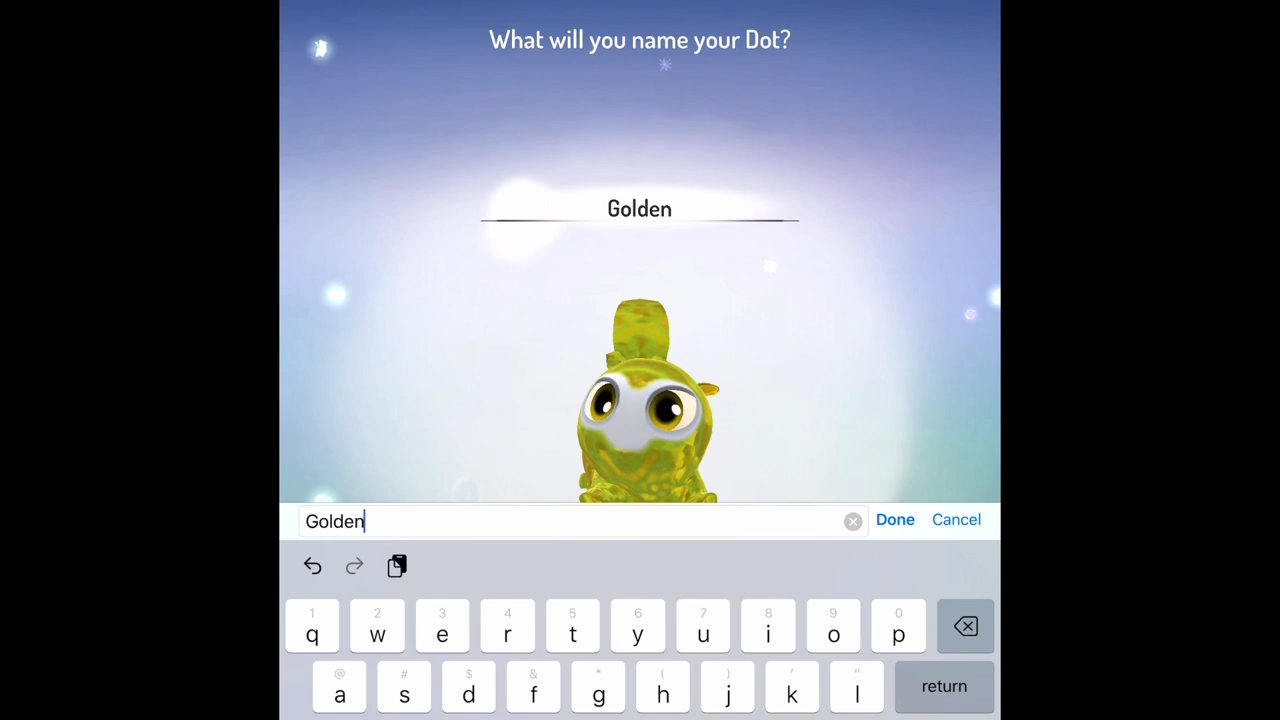 What will you name your Dot?
Golden
Golden Done Cancel
1 2 3 4 5 6 7 8 9 0
q w e r t y u i o p
@ # $ & * ( ) ' "
a s d f g h j k l return